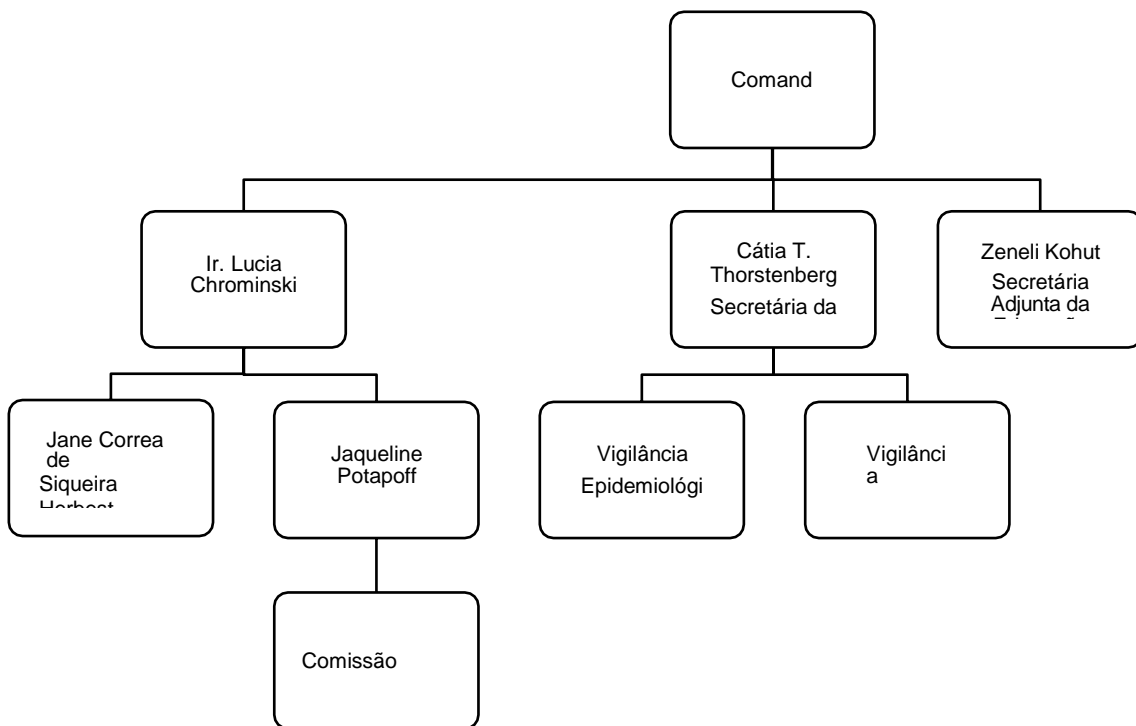 Comand
Ir. Lucia
Chrominski
Cátia T.
Thorstenberg
Secretária da
Zeneli Kohut
Secretária
Adjunta da
Jane Correa
de
Siqueira
Jaqueline
Potapoff
Vigilância
Epidemiológi
Vigilânci
a
Comissão